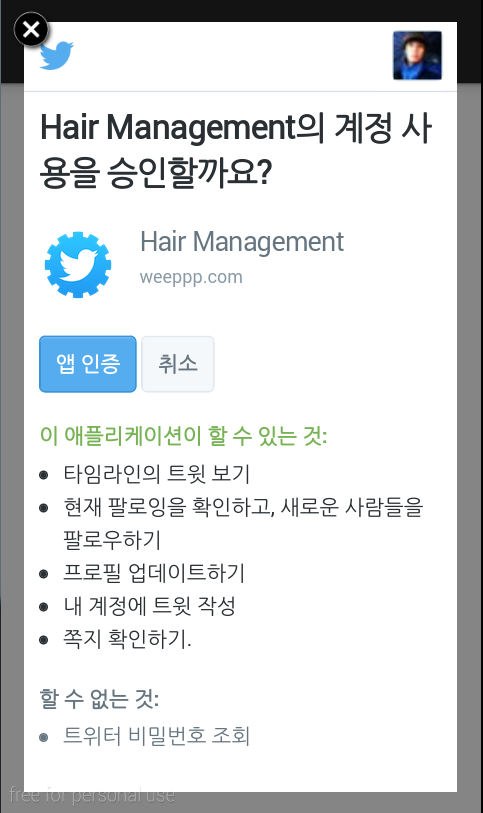 Hair Management의 계정 사
용을 승인할까요?
Hair Management
weeppp.com
앱 인증 취소
이 애플리케이션이 할 수 있는 것:
타임라인의 트윗 보기
현재 팔로잉을 확인하고, 새로운 사람들을
팔로우하기
프로필 업데이트하기
내 계정에 트윗 작성
쪽지 확인하기.
할 수 없는 것:
트위터 비밀번호 조회
free for personal use